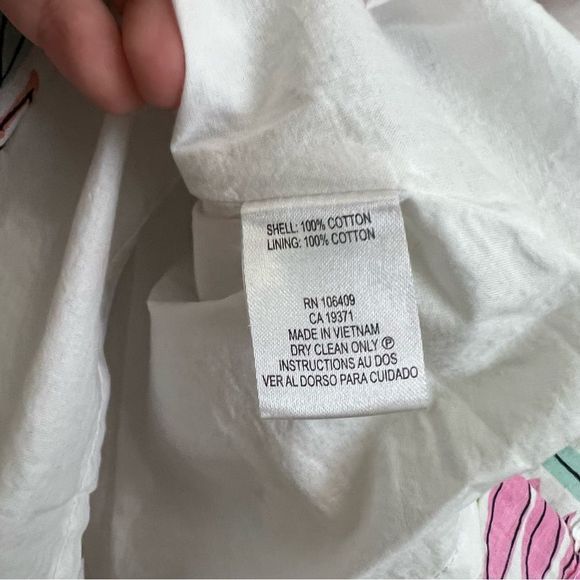 SHELL: 100% COTTON
LINING: 100% COTTON
RN 106409
CA 19371
MADE IN VIETNAM
DRY CLEAN ONLY Ⓟ
INSTRUCTIONS AU DOS
VER AL DORSO PARA CUIDADO